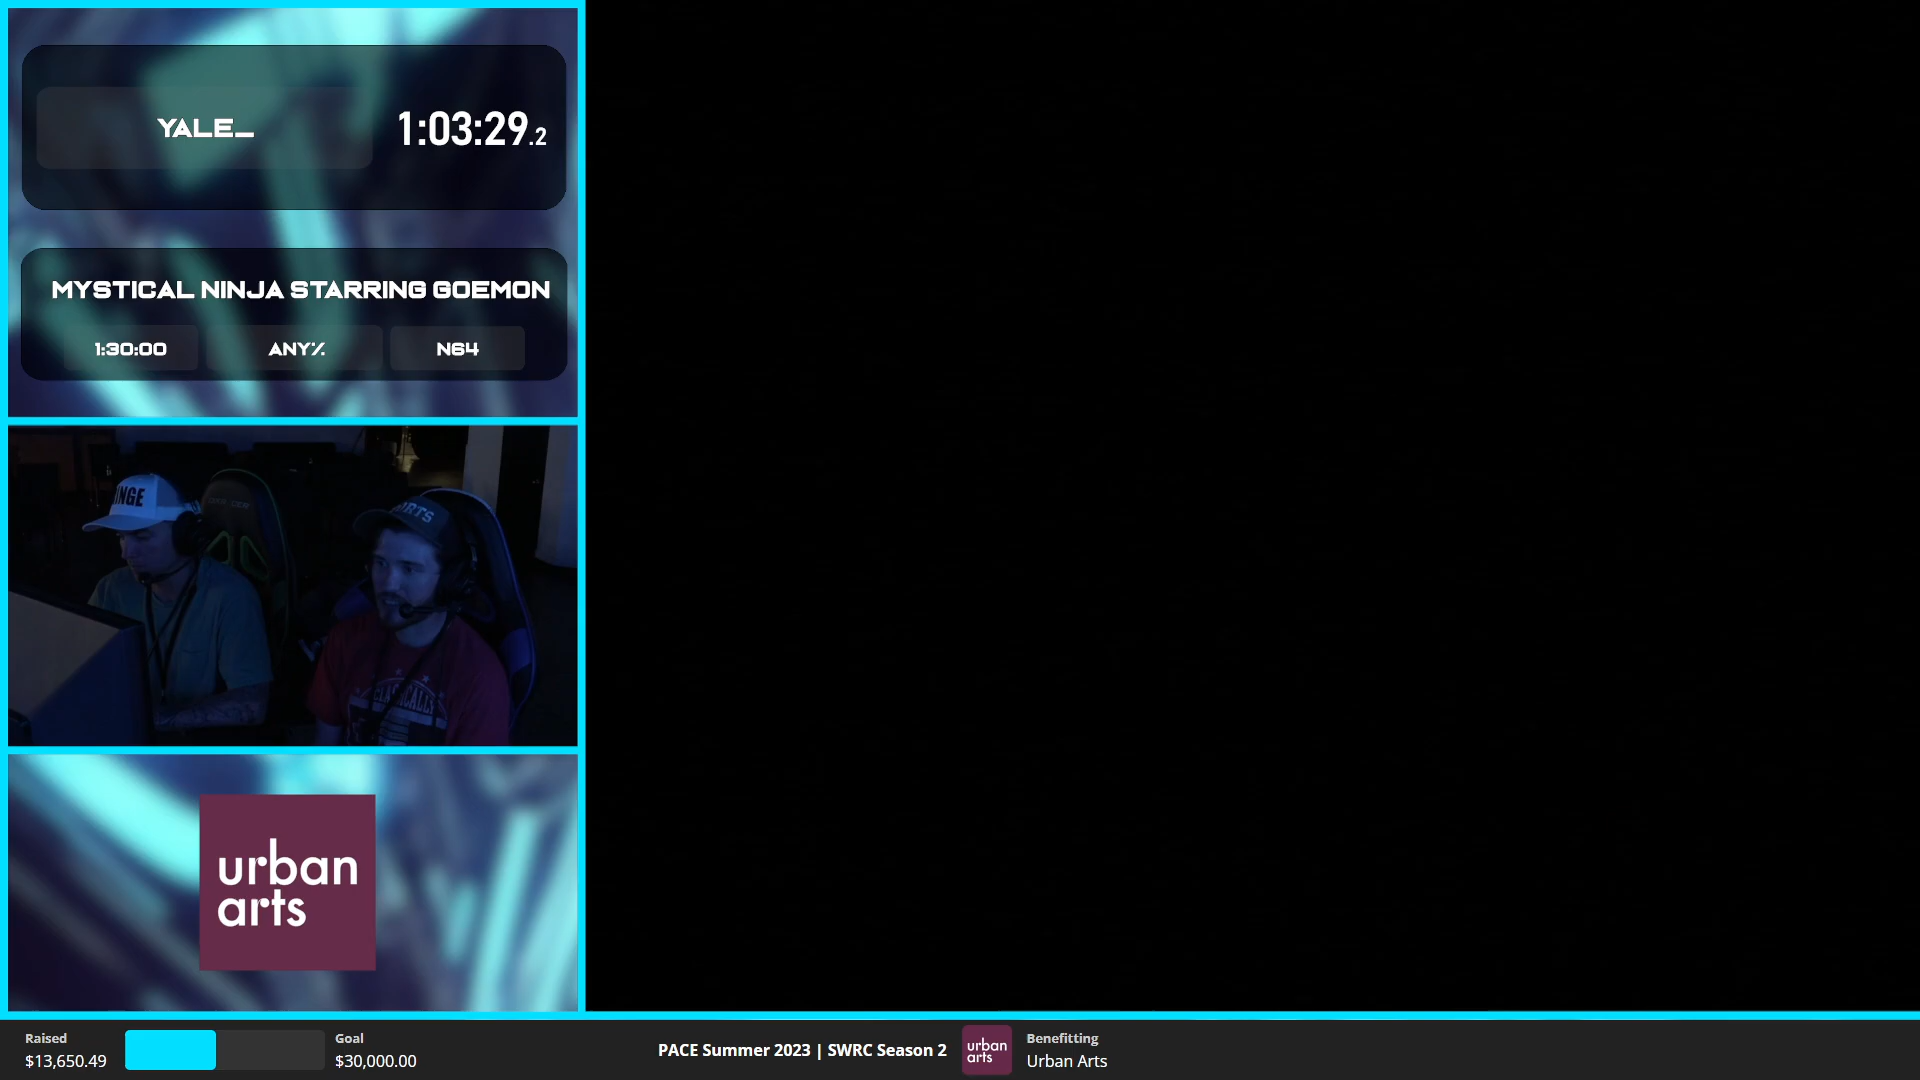 YALE_
1:03:29.2
MYSTICAL NINJA STARRING GOEMON
1:30:00
ANY%
N64
urban
arts
Raised
$13,650.49
Goal
$30,000.00
PACE Summer 2023 | SWRC Season 2
urban
arts
Benefitting
Urban Arts